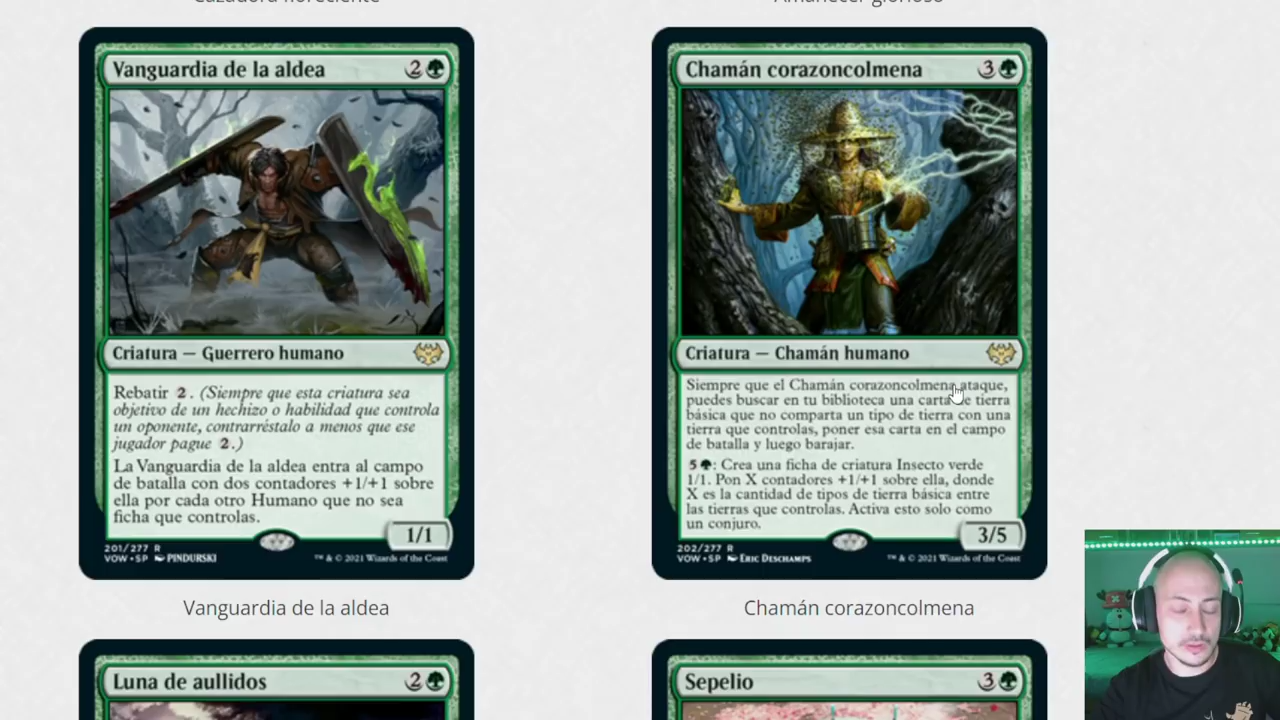 Cazadora floreciente
Amanecer glorioso
Vanguardia de la aldea 2
Criatura — Guerrero humano
Rebatir 2. (Siempre que esta criatura sea
objetivo de un hechizo o habilidad que controla
un oponente, contrarréstalo a menos que ese
jugador pague 2.)
La Vanguardia de la aldea entra al campo
de batalla con dos contadores +1/+1 sobre
ella por cada otro Humano que no sea
ficha que controlas.
1/1
201/277 R
VOW • SP PINDURSKI
™ & © 2021 Wizards of the Coast
Vanguardia de la aldea
Chamán corazoncolmena 3
Criatura — Chamán humano
Siempre que el Chamán corazoncolmena ataque,
puedes buscar en tu biblioteca una carta de tierra
básica que no comparta un tipo de tierra con una
tierra que controlas, poner esa carta en el campo
de batalla y luego barajar.
5: Crea una ficha de criatura Insecto verde
1/1. Pon X contadores +1/+1 sobre ella, donde
X es la cantidad de tipos de tierra básica entre
las tierras que controlas. Activa esto solo como
un conjuro.
3/5
202/277 R
VOW • SP ERIC DESCHAMPS
™ & © 2021 Wizards of the Coast
Chamán corazoncolmena
Luna de aullidos 2
Sepelio 3